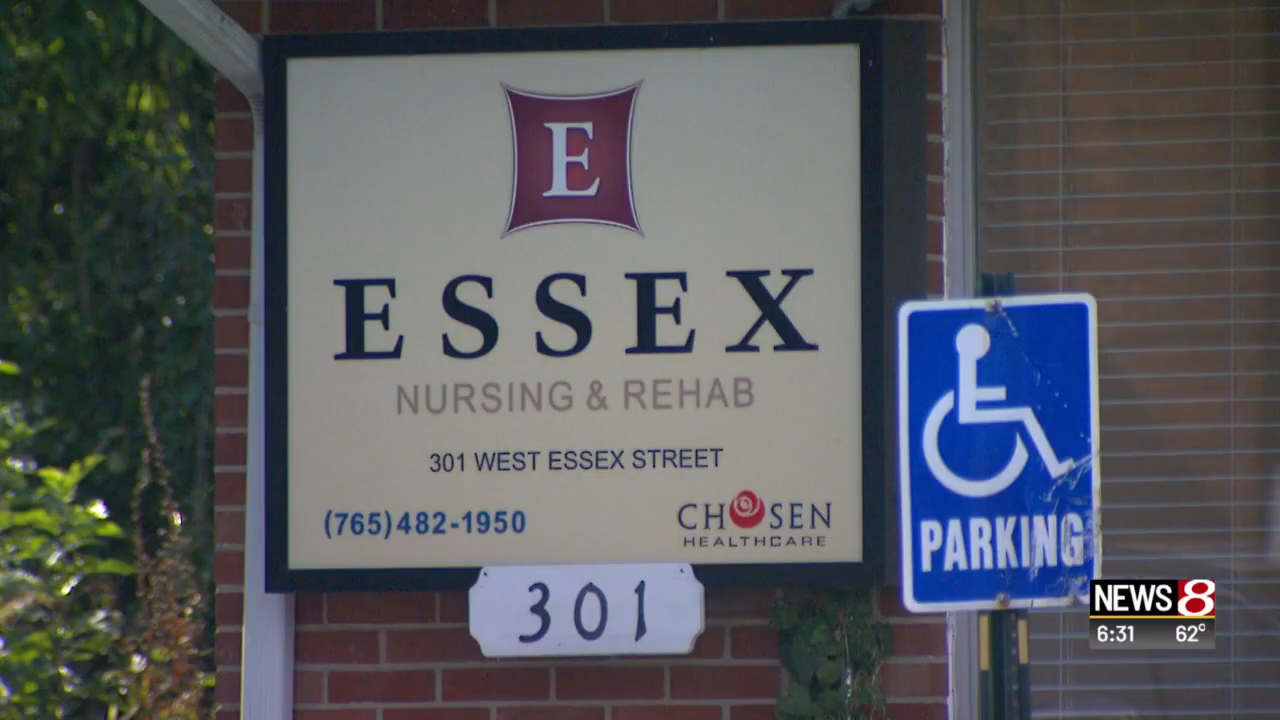 E
ESSEX
NURSING & REHAB
301 WEST ESSEX STREET
(765)482-1950
CHOSEN
HEALTHCARE
301
PARKING
NEWS 8
6:31 62°